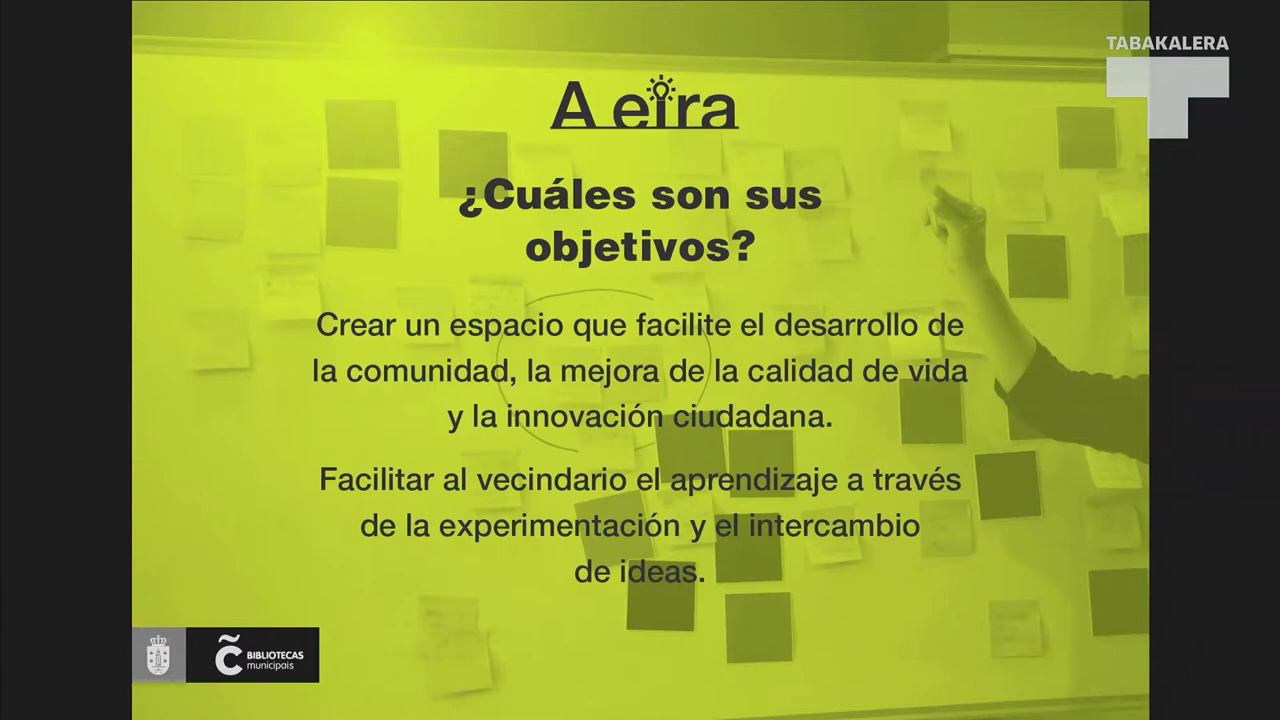 TABAKALERA
A eira
¿Cuáles son sus
objetivos?
Crear un espacio que facilite el desarrollo de
la comunidad, la mejora de la calidad de vida
y la innovación ciudadana.
Facilitar al vecindario el aprendizaje a través
de la experimentación y el intercambio
de ideas.
BIBLIOTECAS
municipais